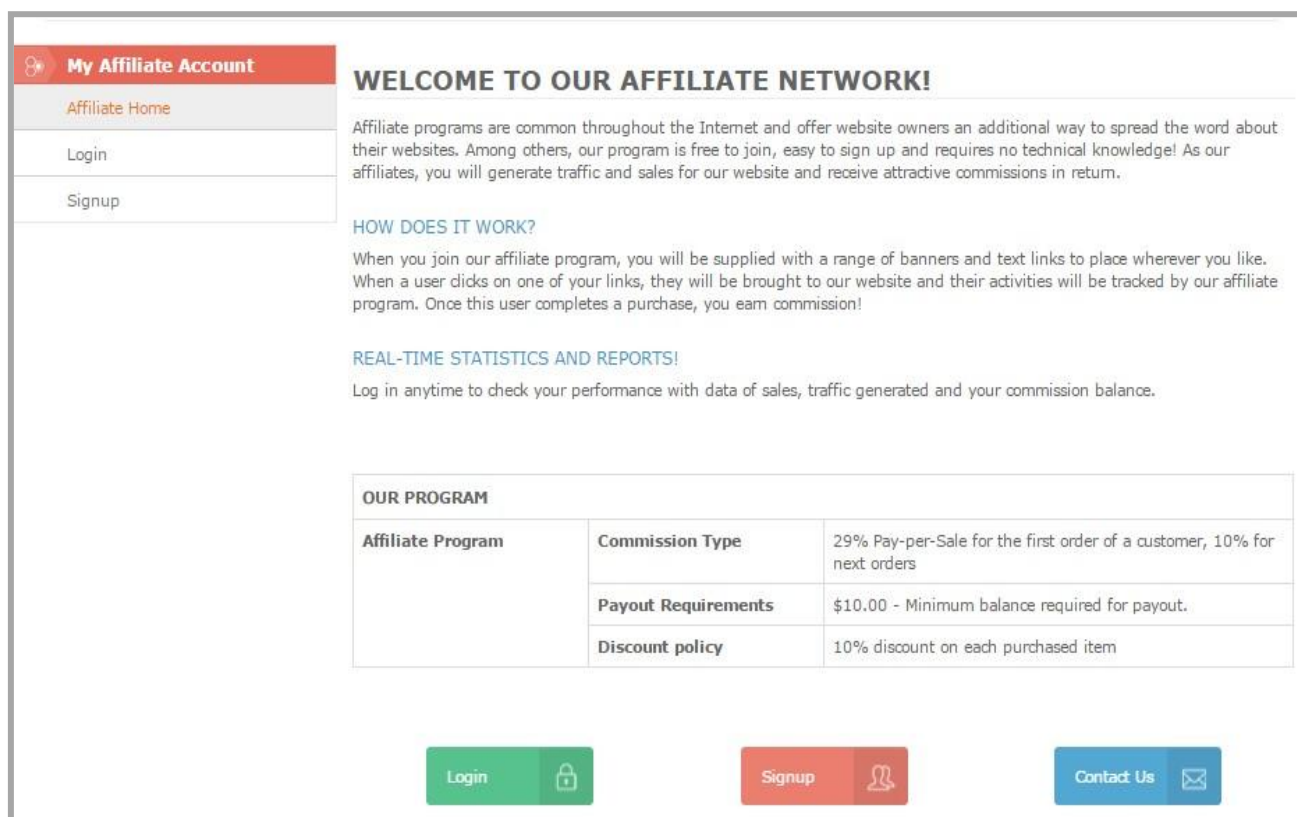 My Affiliate Account
Affiliate Home
Login
Signup
WELCOME TO OUR AFFILIATE NETWORK!
Affiliate programs are common throughout the Internet and offer website owners an additional way to spread the word about
their websites. Among others, our program is free to join, easy to sign up and requires no technical knowledge! As our
affiliates, you will generate traffic and sales for our website and receive attractive commissions in return.
HOW DOES IT WORK?
When you join our affiliate program, you will be supplied with a range of banners and text links to place wherever you like.
When a user clicks on one of your links, they will be brought to our website and their activities will be tracked by our affiliate
program. Once this user completes a purchase, you earn commission!
REAL-TIME STATISTICS AND REPORTS!
Log in anytime to check your performance with data of sales, traffic generated and your commission balance.
OUR PROGRAM
Affiliate Program
Commission Type
29% Pay-per-Sale for the first order of a customer, 10% for
next orders
Payout Requirements
$10.00 - Minimum balance required for payout.
Discount policy
10% discount on each purchased item
Login
Signup
Contact Us